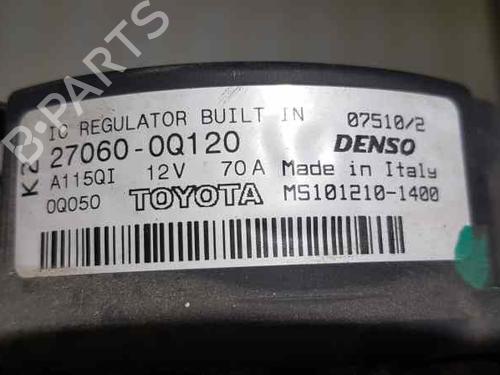 B-PARTS
IC REGULATOR BUILT IN 07510/2
27060-0Q120 DENSO
A115QI 12V 70A Made in Italy
0Q050 TOYOTA MS101210-1400